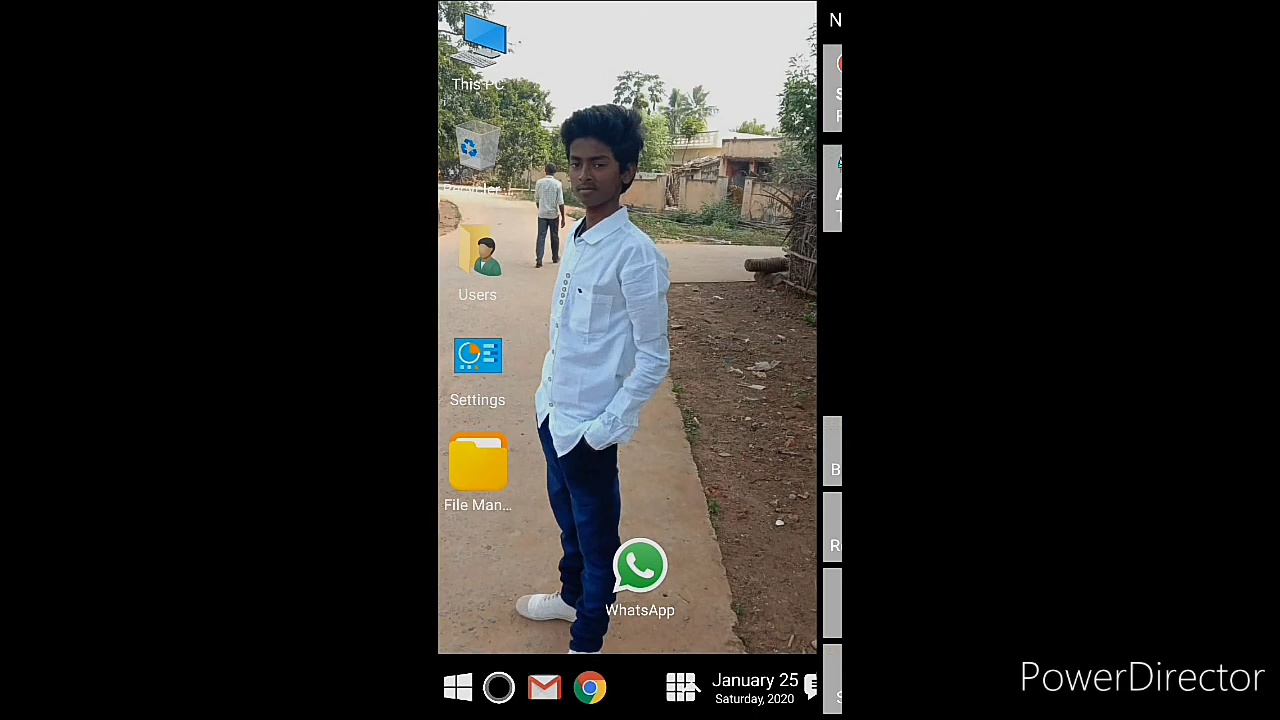 This PC
Users
Settings
File Man...
WhatsApp
January 25
Saturday, 2020
PowerDirector